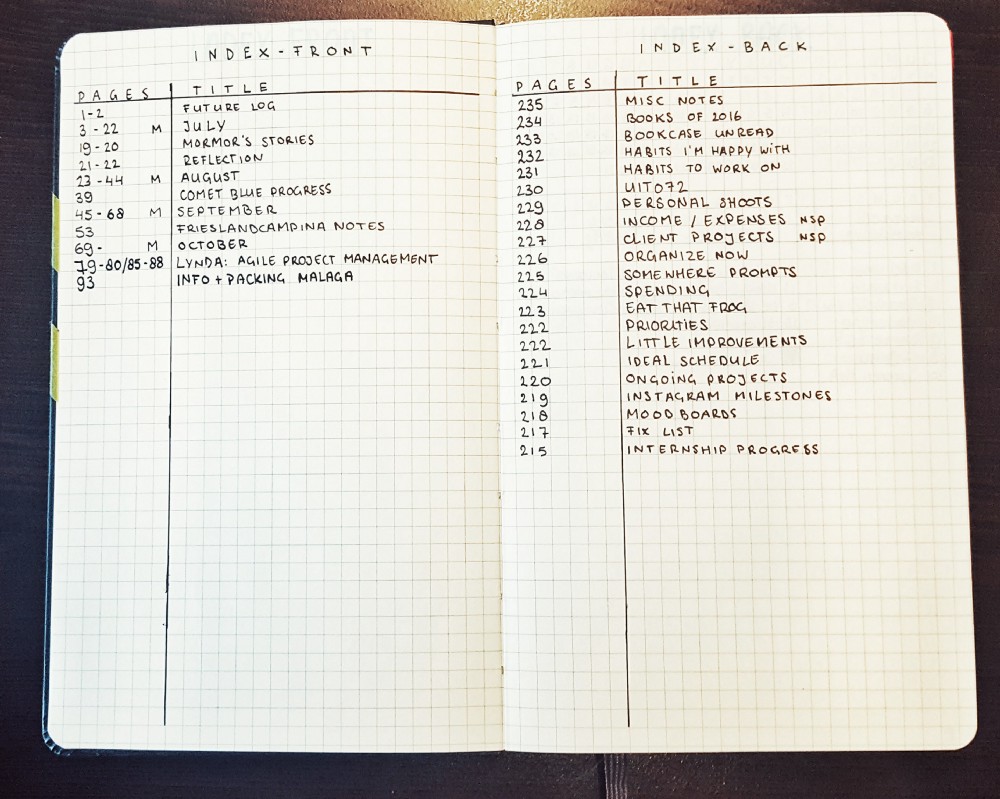 INDEX-FRONT
PAGES TITLE
1-2 FUTURE LOG
3-22 M JULY
19-20 MORMOR'S STORIES
21-22 REFLECTION
23-44 M AUGUST
39 COMET BLUE PROGRESS
45-68 M SEPTEMBER
53 FRIESLANDCAMPINA NOTES
69- M OCTOBER
79-80/85-88 LYNDA: AGILE PROJECT MANAGEMENT
93 INFO + PACKING MALAGA
INDEX-BACK
PAGES TITLE
235 MISC NOTES
234 BOOKS OF 2016
233 BOOKCASE UNREAD
232 HABITS I'M HAPPY WITH
231 HABITS TO WORK ON
230 UITO72
229 PERSONAL SHOOTS
228 INCOME / EXPENSES NSP
227 CLIENT PROJECTS NSP
226 ORGANIZE NOW
225 SOMEWHERE PROMPTS
224 SPENDING
223 EAT THAT FROG
222 PRIORITIES
222 LITTLE IMPROVEMENTS
221 IDEAL SCHEDULE
220 ONGOING PROJECTS
219 INSTAGRAM MILESTONES
218 MOOD BOARDS
217 FIX LIST
215 INTERNSHIP PROGRESS